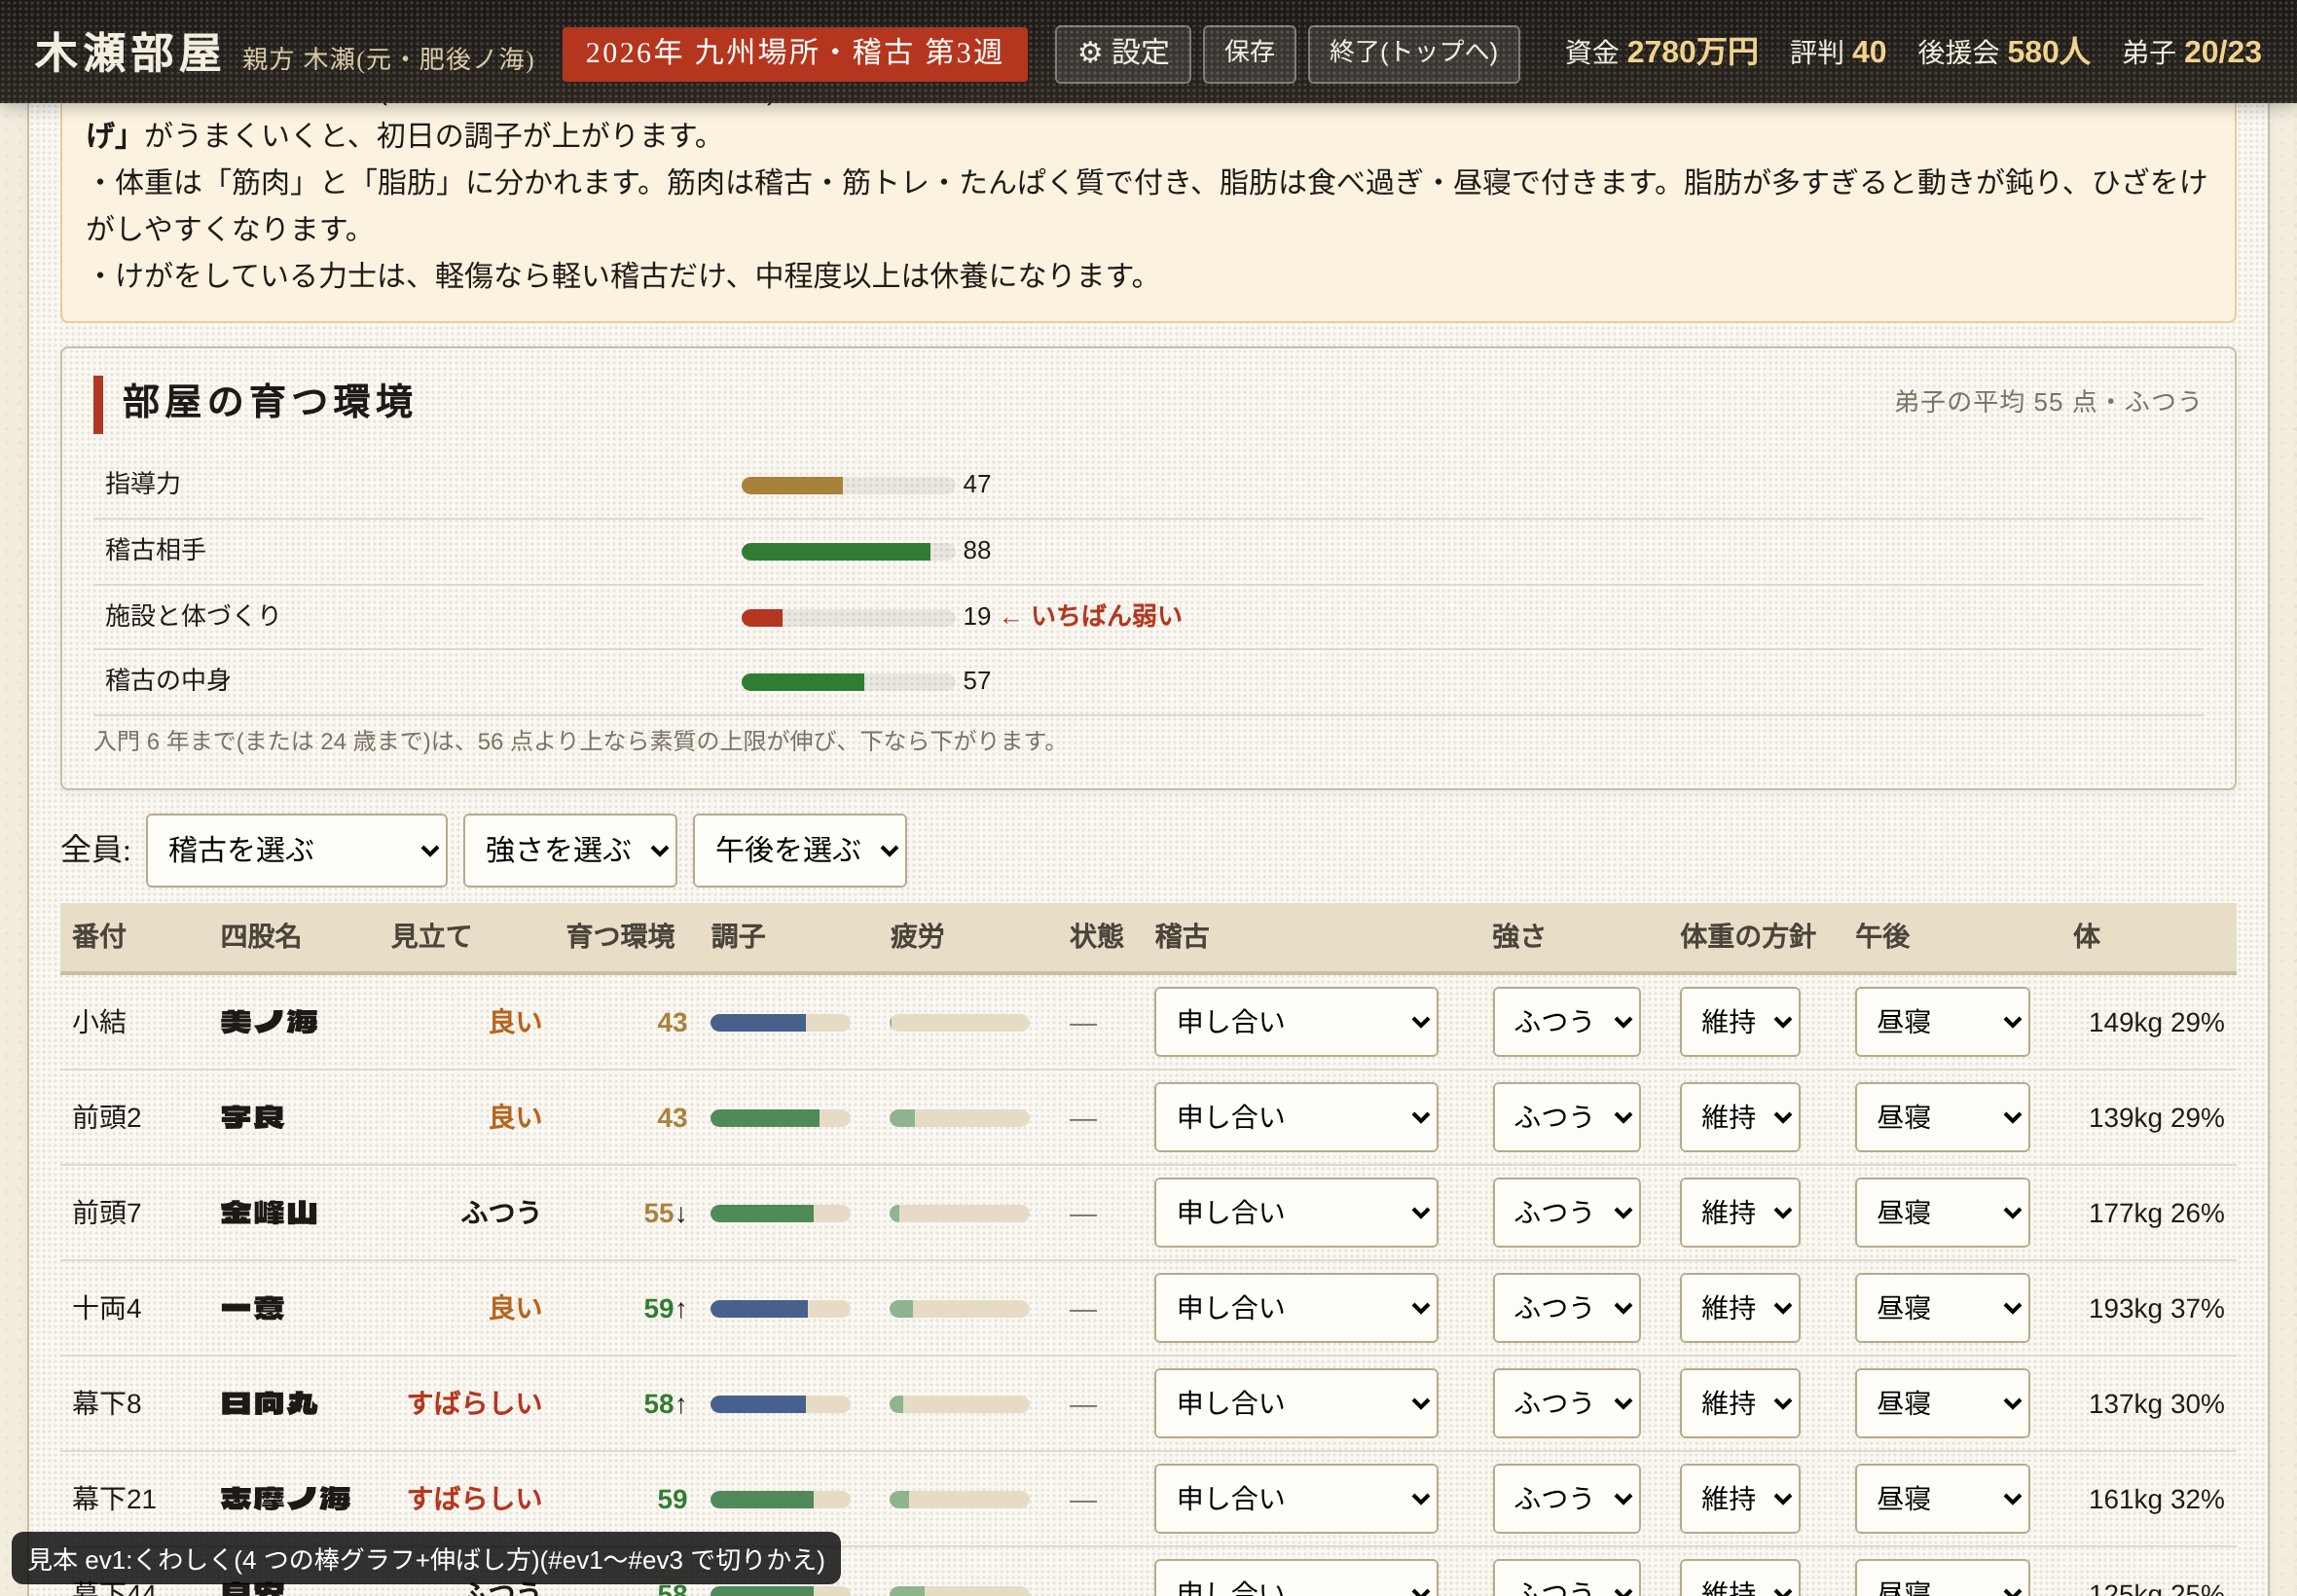 木瀬部屋 親方 木瀬(元・肥後ノ海) 2026年 九州場所・稽古 第3週 ⚙ 設定 保存 終了(トップへ) 資金 2780万円 評判 40 後援会 580人 弟子 20/23
げ」がうまくいくと、初日の調子が上がります。
・体重は「筋肉」と「脂肪」に分かれます。筋肉は稽古・筋トレ・たんぱく質で付き、脂肪は食べ過ぎ・昼寝で付きます。脂肪が多すぎると動きが鈍り、ひざをけ
がしやすくなります。
・けがをしている力士は、軽傷なら軽い稽古だけ、中程度以上は休養になります。
部屋の育つ環境 弟子の平均 55 点・ふつう
指導力 47
稽古相手 88
施設と体づくり 19 ← いちばん弱い
稽古の中身 57
入門 6 年まで(または 24 歳まで)は、56 点より上なら素質の上限が伸び、下なら下がります。
全員: 稽古を選ぶ 強さを選ぶ 午後を選ぶ
番付 四股名 見立て 育つ環境 調子 疲労 状態 稽古 強さ 体重の方針 午後 体
小結 美ノ海 良い 43 — 申し合い ふつう 維持 昼寝 149kg 29%
前頭2 宇良 良い 43 — 申し合い ふつう 維持 昼寝 139kg 29%
前頭7 金峰山 ふつう 55↓ — 申し合い ふつう 維持 昼寝 177kg 26%
十両4 一意 良い 59↑ — 申し合い ふつう 維持 昼寝 193kg 37%
幕下8 日向丸 すばらしい 58↑ — 申し合い ふつう 維持 昼寝 137kg 30%
幕下21 志摩ノ海 すばらしい 59 — 申し合い ふつう 維持 昼寝 161kg 32%
見本 ev1:くわしく(4 つの棒グラフ+伸ばし方)(#ev1〜#ev3 で切りかえ)
幕下44 ふつう 58 申し合い ふつう 維持 昼寝 125kg 25%